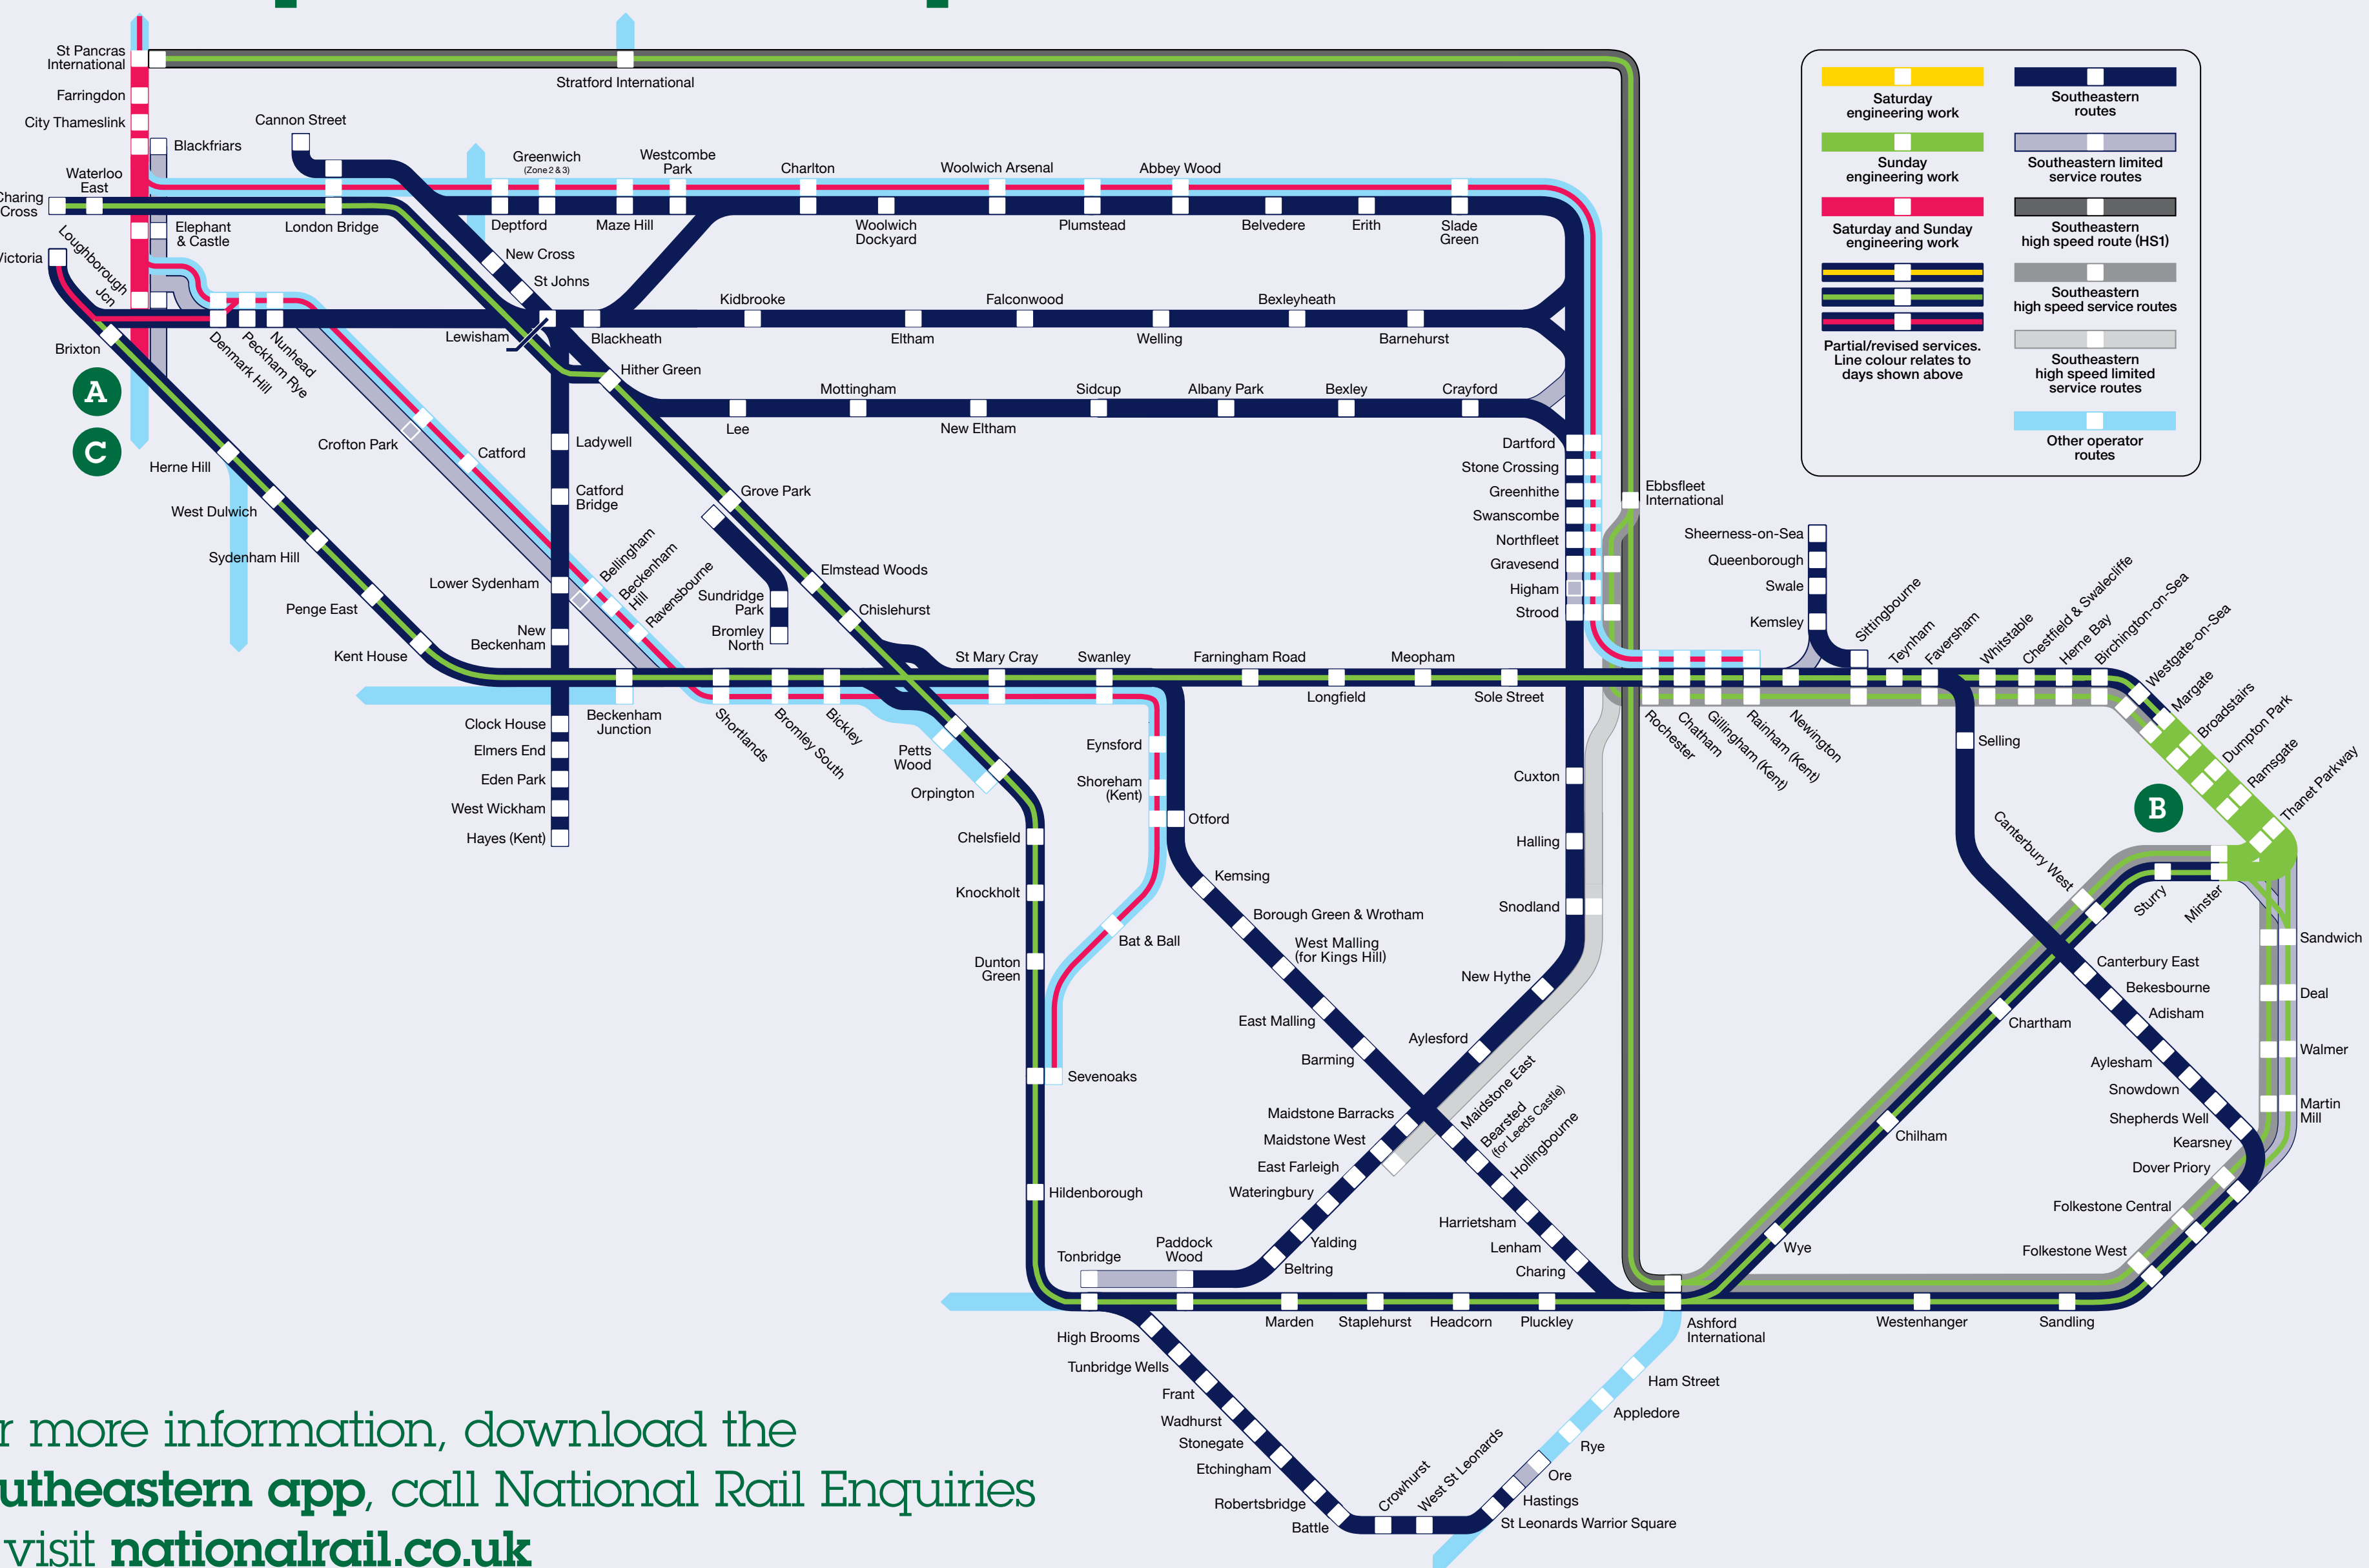 St Pancras
International
Farringdon
City Thameslink
Blackfriars
Cannon Street
Stratford International
Waterloo
East
Charing
Cross
Elephant
& Castle
London Bridge
Victoria
Loughborough
Jcn
Greenwich
(Zone 2 & 3)
Westcombe
Park
Charlton
Woolwich Arsenal
Abbey Wood
Deptford
Maze Hill
Woolwich
Dockyard
Plumstead
Belvedere
Erith
Slade
Green
New Cross
St Johns
Lewisham
Blackheath
Kidbrooke
Eltham
Falconwood
Welling
Bexleyheath
Barnehurst
Brixton
A
C
Denmark Hill
Peckham Rye
Nunhead
Hither Green
Lee
Mottingham
New Eltham
Sidcup
Albany Park
Bexley
Crayford
Crofton Park
Catford
Ladywell
Catford
Bridge
Herne Hill
West Dulwich
Sydenham Hill
Penge East
Kent House
Lower Sydenham
New
Beckenham
Bellingham
Beckenham
Hill
Ravensbourne
Grove Park
Sundridge
Park
Bromley
North
Elmstead Woods
Chislehurst
Clock House
Elmers End
Eden Park
West Wickham
Hayes (Kent)
Beckenham
Junction
Shortlands
Bromley South
Bickley
Petts
Wood
Orpington
St Mary Cray
Swanley
Farningham Road
Longfield
Meopham
Sole Street
Dartford
Stone Crossing
Greenhithe
Swanscombe
Northfleet
Gravesend
Higham
Strood
Ebbsfleet
International
Sheerness-on-Sea
Queenborough
Swale
Kemsley
Sittingbourne
Teynham
Faversham
Whitstable
Chestfield & Swalecliffe
Herne Bay
Birchington-on-Sea
Westgate-on-Sea
Margate
Broadstairs
Dumpton Park
Ramsgate
Thanet Parkway
Rochester
Chatham
Gillingham (Kent)
Rainham (Kent)
Newington
Selling
B
Canterbury West
Sturry
Minster
Sandwich
Deal
Walmer
Martin
Mill
Canterbury East
Bekesbourne
Adisham
Aylesham
Snowdown
Shepherds Well
Kearsney
Dover Priory
Folkestone Central
Folkestone West
Chartham
Chilham
Wye
Eynsford
Shoreham
(Kent)
Otford
Kemsing
Borough Green & Wrotham
West Malling
(for Kings Hill)
East Malling
Barming
Bat & Ball
Sevenoaks
Chelsfield
Knockholt
Dunton
Green
Hildenborough
Cuxton
Halling
Snodland
New Hythe
Aylesford
Maidstone Barracks
Maidstone West
East Farleigh
Wateringbury
Yalding
Beltring
Maidstone East
Bearsted
(for Leeds Castle)
Hollingbourne
Harrietsham
Lenham
Charing
Tonbridge
Paddock
Wood
Marden
Staplehurst
Headcorn
Pluckley
Ashford
International
Westenhanger
Sandling
High Brooms
Tunbridge Wells
Frant
Wadhurst
Stonegate
Etchingham
Robertsbridge
Battle
Crowhurst
West St Leonards
St Leonards Warrior Square
Hastings
Ore
Rye
Appledore
Ham Street
Saturday
engineering work
Sunday
engineering work
Saturday and Sunday
engineering work
Partial/revised services.
Line colour relates to
days shown above
Southeastern
routes
Southeastern limited
service routes
Southeastern
high speed route (HS1)
Southeastern
high speed service routes
Southeastern
high speed limited
service routes
Other operator
routes
r more information, download the
utheastern app, call National Rail Enquiries
visit nationalrail.co.uk